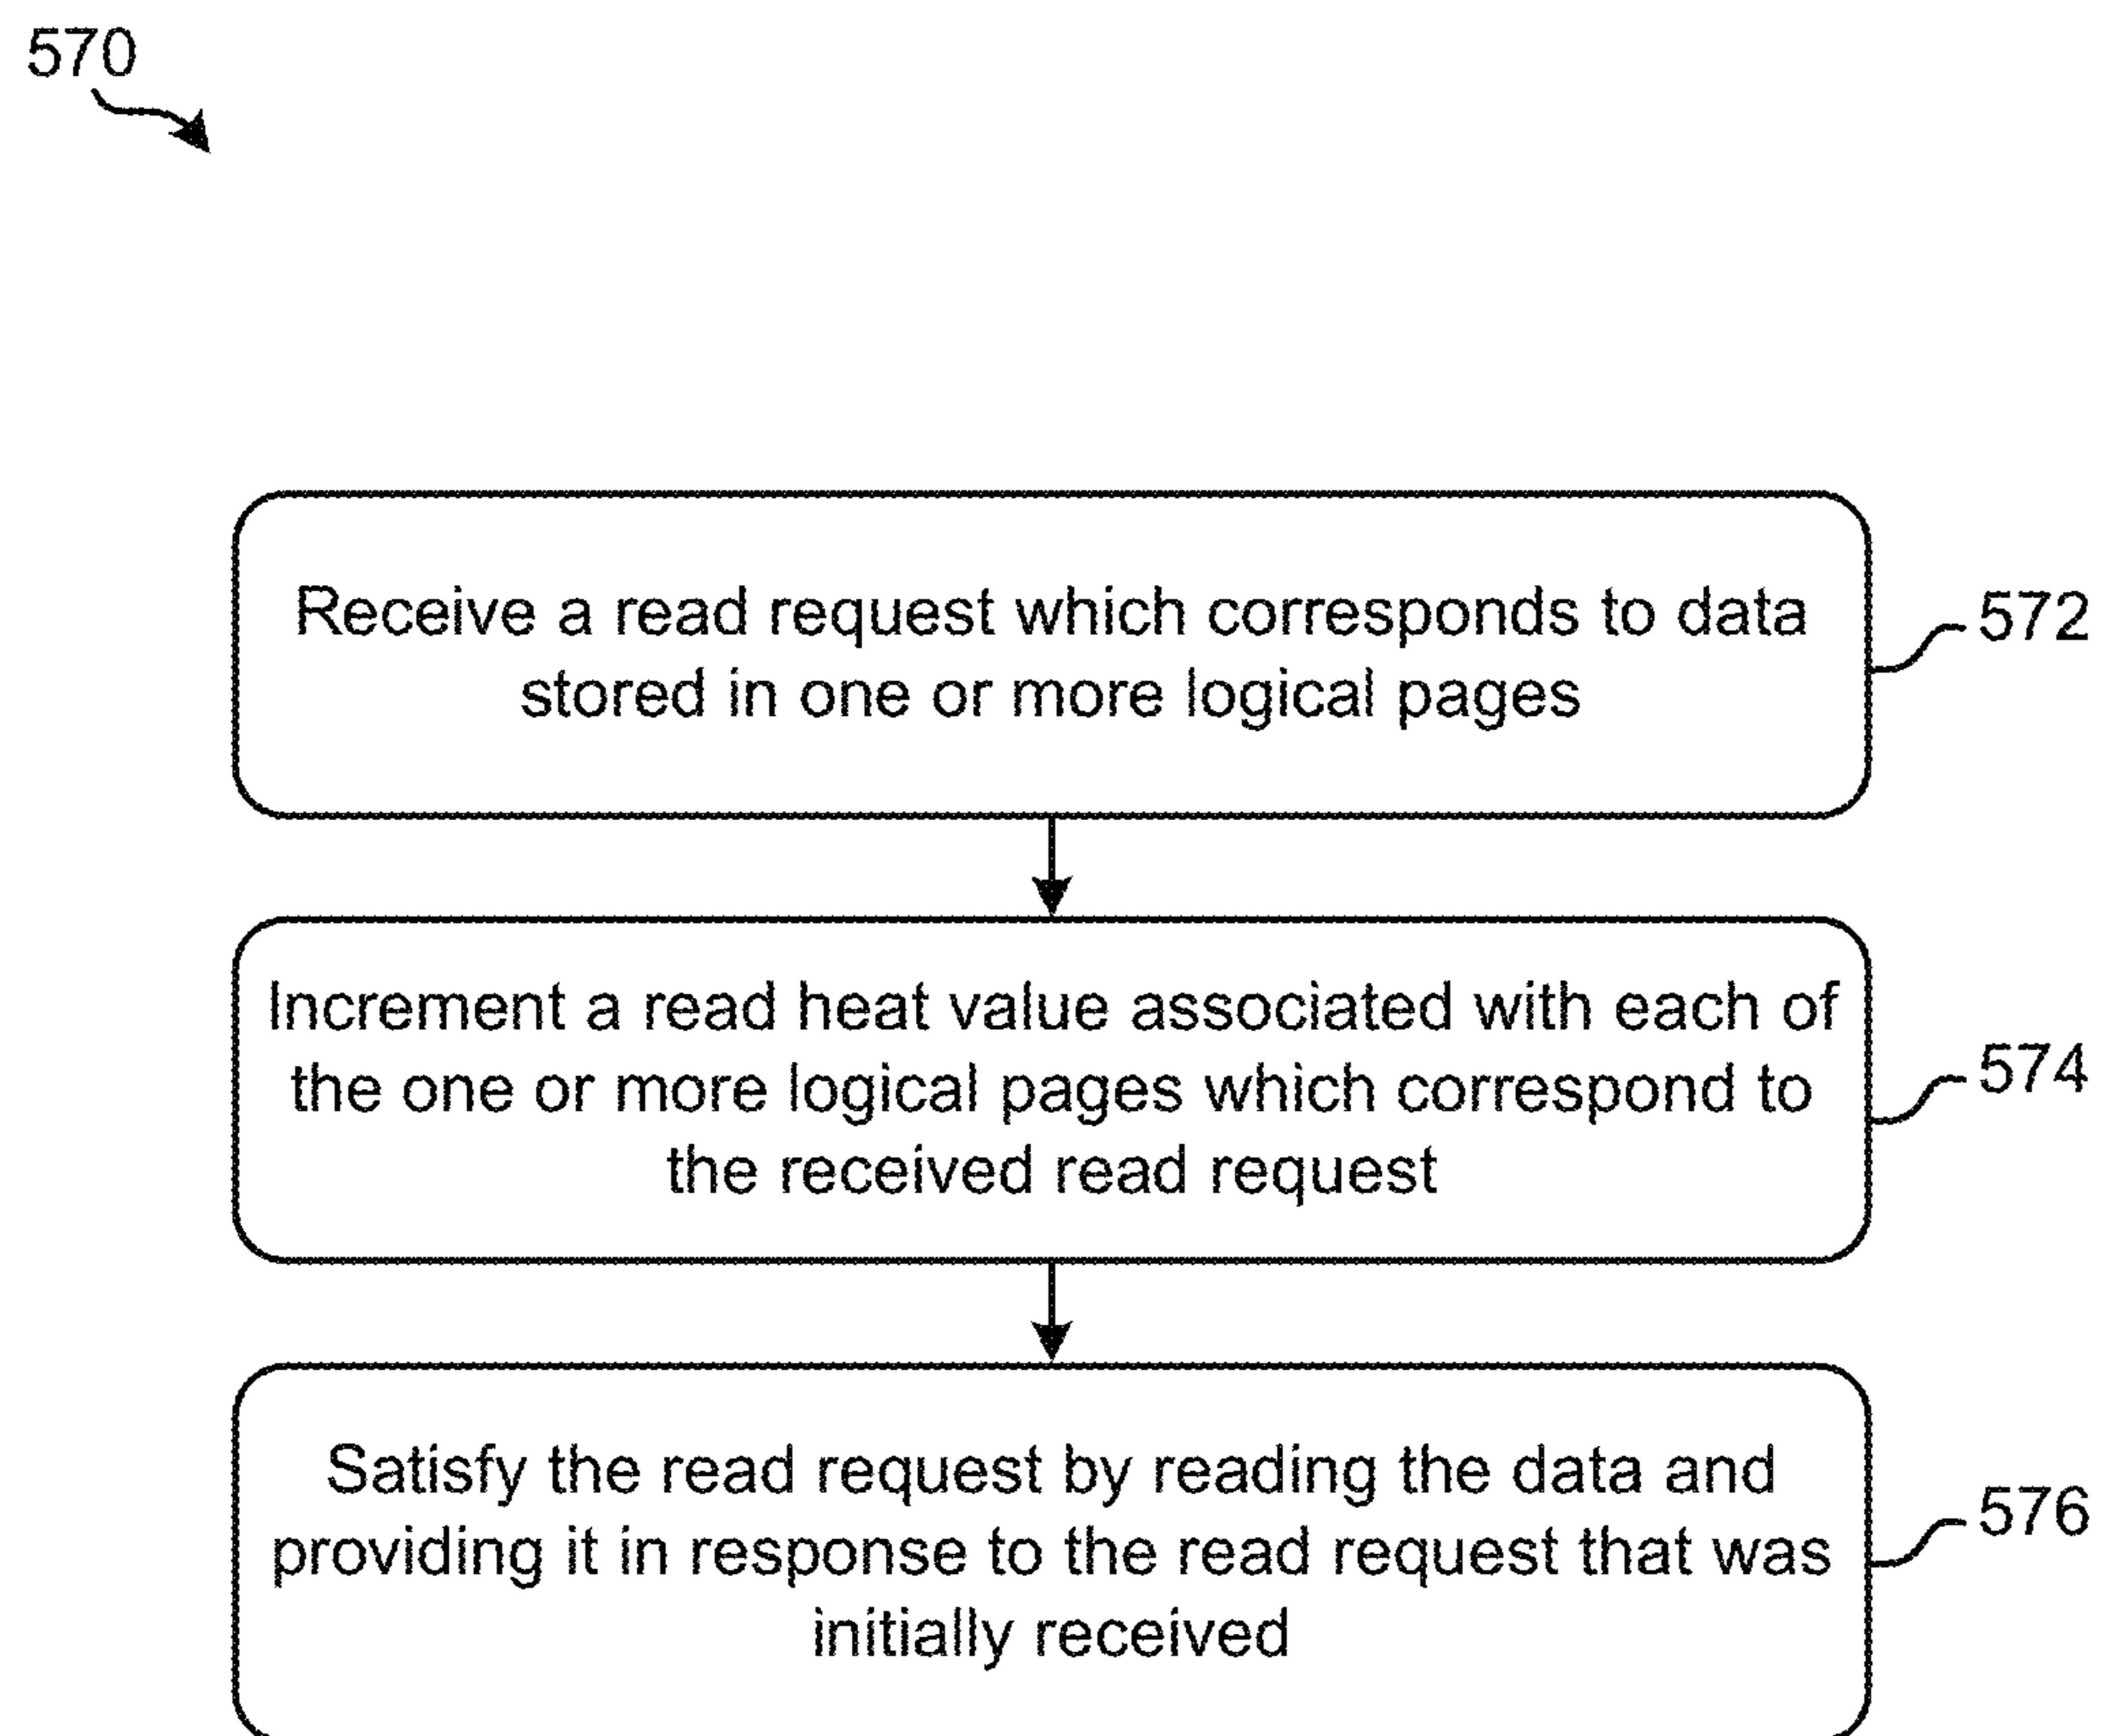 570
Receive a read request which corresponds to data
stored in one or more logical pages
572
Increment a read heat value associated with each of
the one or more logical pages which correspond to
the received read request
574
Satisfy the read request by reading the data and
providing it in response to the read request that was
initially received
576